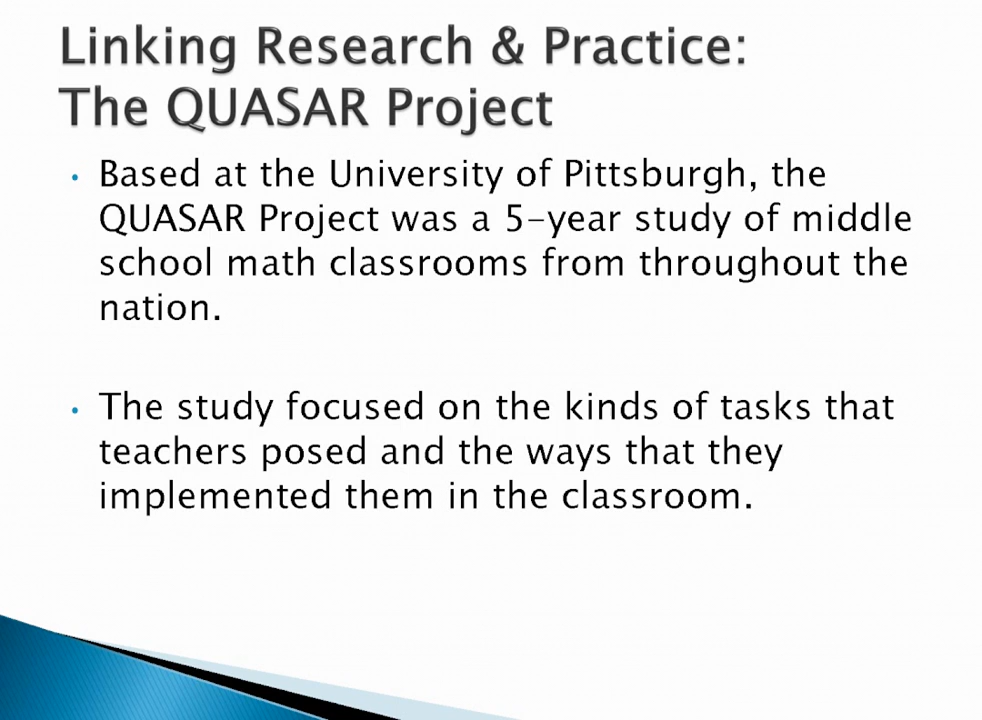 Linking Research & Practice:
The QUASAR Project
• Based at the University of Pittsburgh, the
QUASAR Project was a 5-year study of middle
school math classrooms from throughout the
nation.
• The study focused on the kinds of tasks that
teachers posed and the ways that they
implemented them in the classroom.